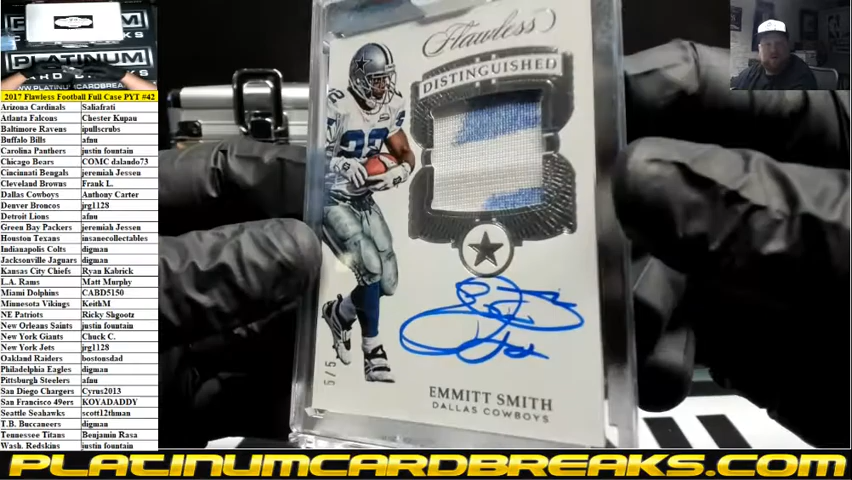 PLATINUM
CARD BREAKS
WWW.PLATINUMCARDBREAKS
2017 Flawless Football Full Case PYT #42
Arizona Cardinals Saliafrati
Atlanta Falcons Chester Kupau
Baltimore Ravens ipullscrubs
Buffalo Bills afnu
Carolina Panthers justin fountain
Chicago Bears COMC dalando73
Cincinnati Bengals jeremiah Jessen
Cleveland Browns Frank L.
Dallas Cowboys Anthony Carter
Denver Broncos jrg1128
Detroit Lions afnu
Green Bay Packers jeremiah Jessen
Houston Texans insanecollectables
Indianapolis Colts digman
Jacksonville Jaguars digman
Kansas City Chiefs Ryan Kabrick
L.A. Rams Matt Murphy
Miami Dolphins CABD5150
Minnesota Vikings KeithM
NE Patriots Ricky Shgootz
New Orleans Saints justin fountain
New York Giants Chuck C.
New York Jets jrg1128
Oakland Raiders bostonsdad
Philadelphia Eagles digman
Pittsburgh Steelers afnu
San Diego Chargers Cyrus2013
San Francisco 49ers KOYADADDY
Seattle Seahawks scott12thman
T.B. Buccaneers digman
Tennessee Titans Benjamin Rasa
Wash. Redskins justin fountain
Flawless
DISTINGUISHED
22
5/5
EMMITT SMITH
DALLAS COWBOYS
PLATINUMCARDBREAKS.COM